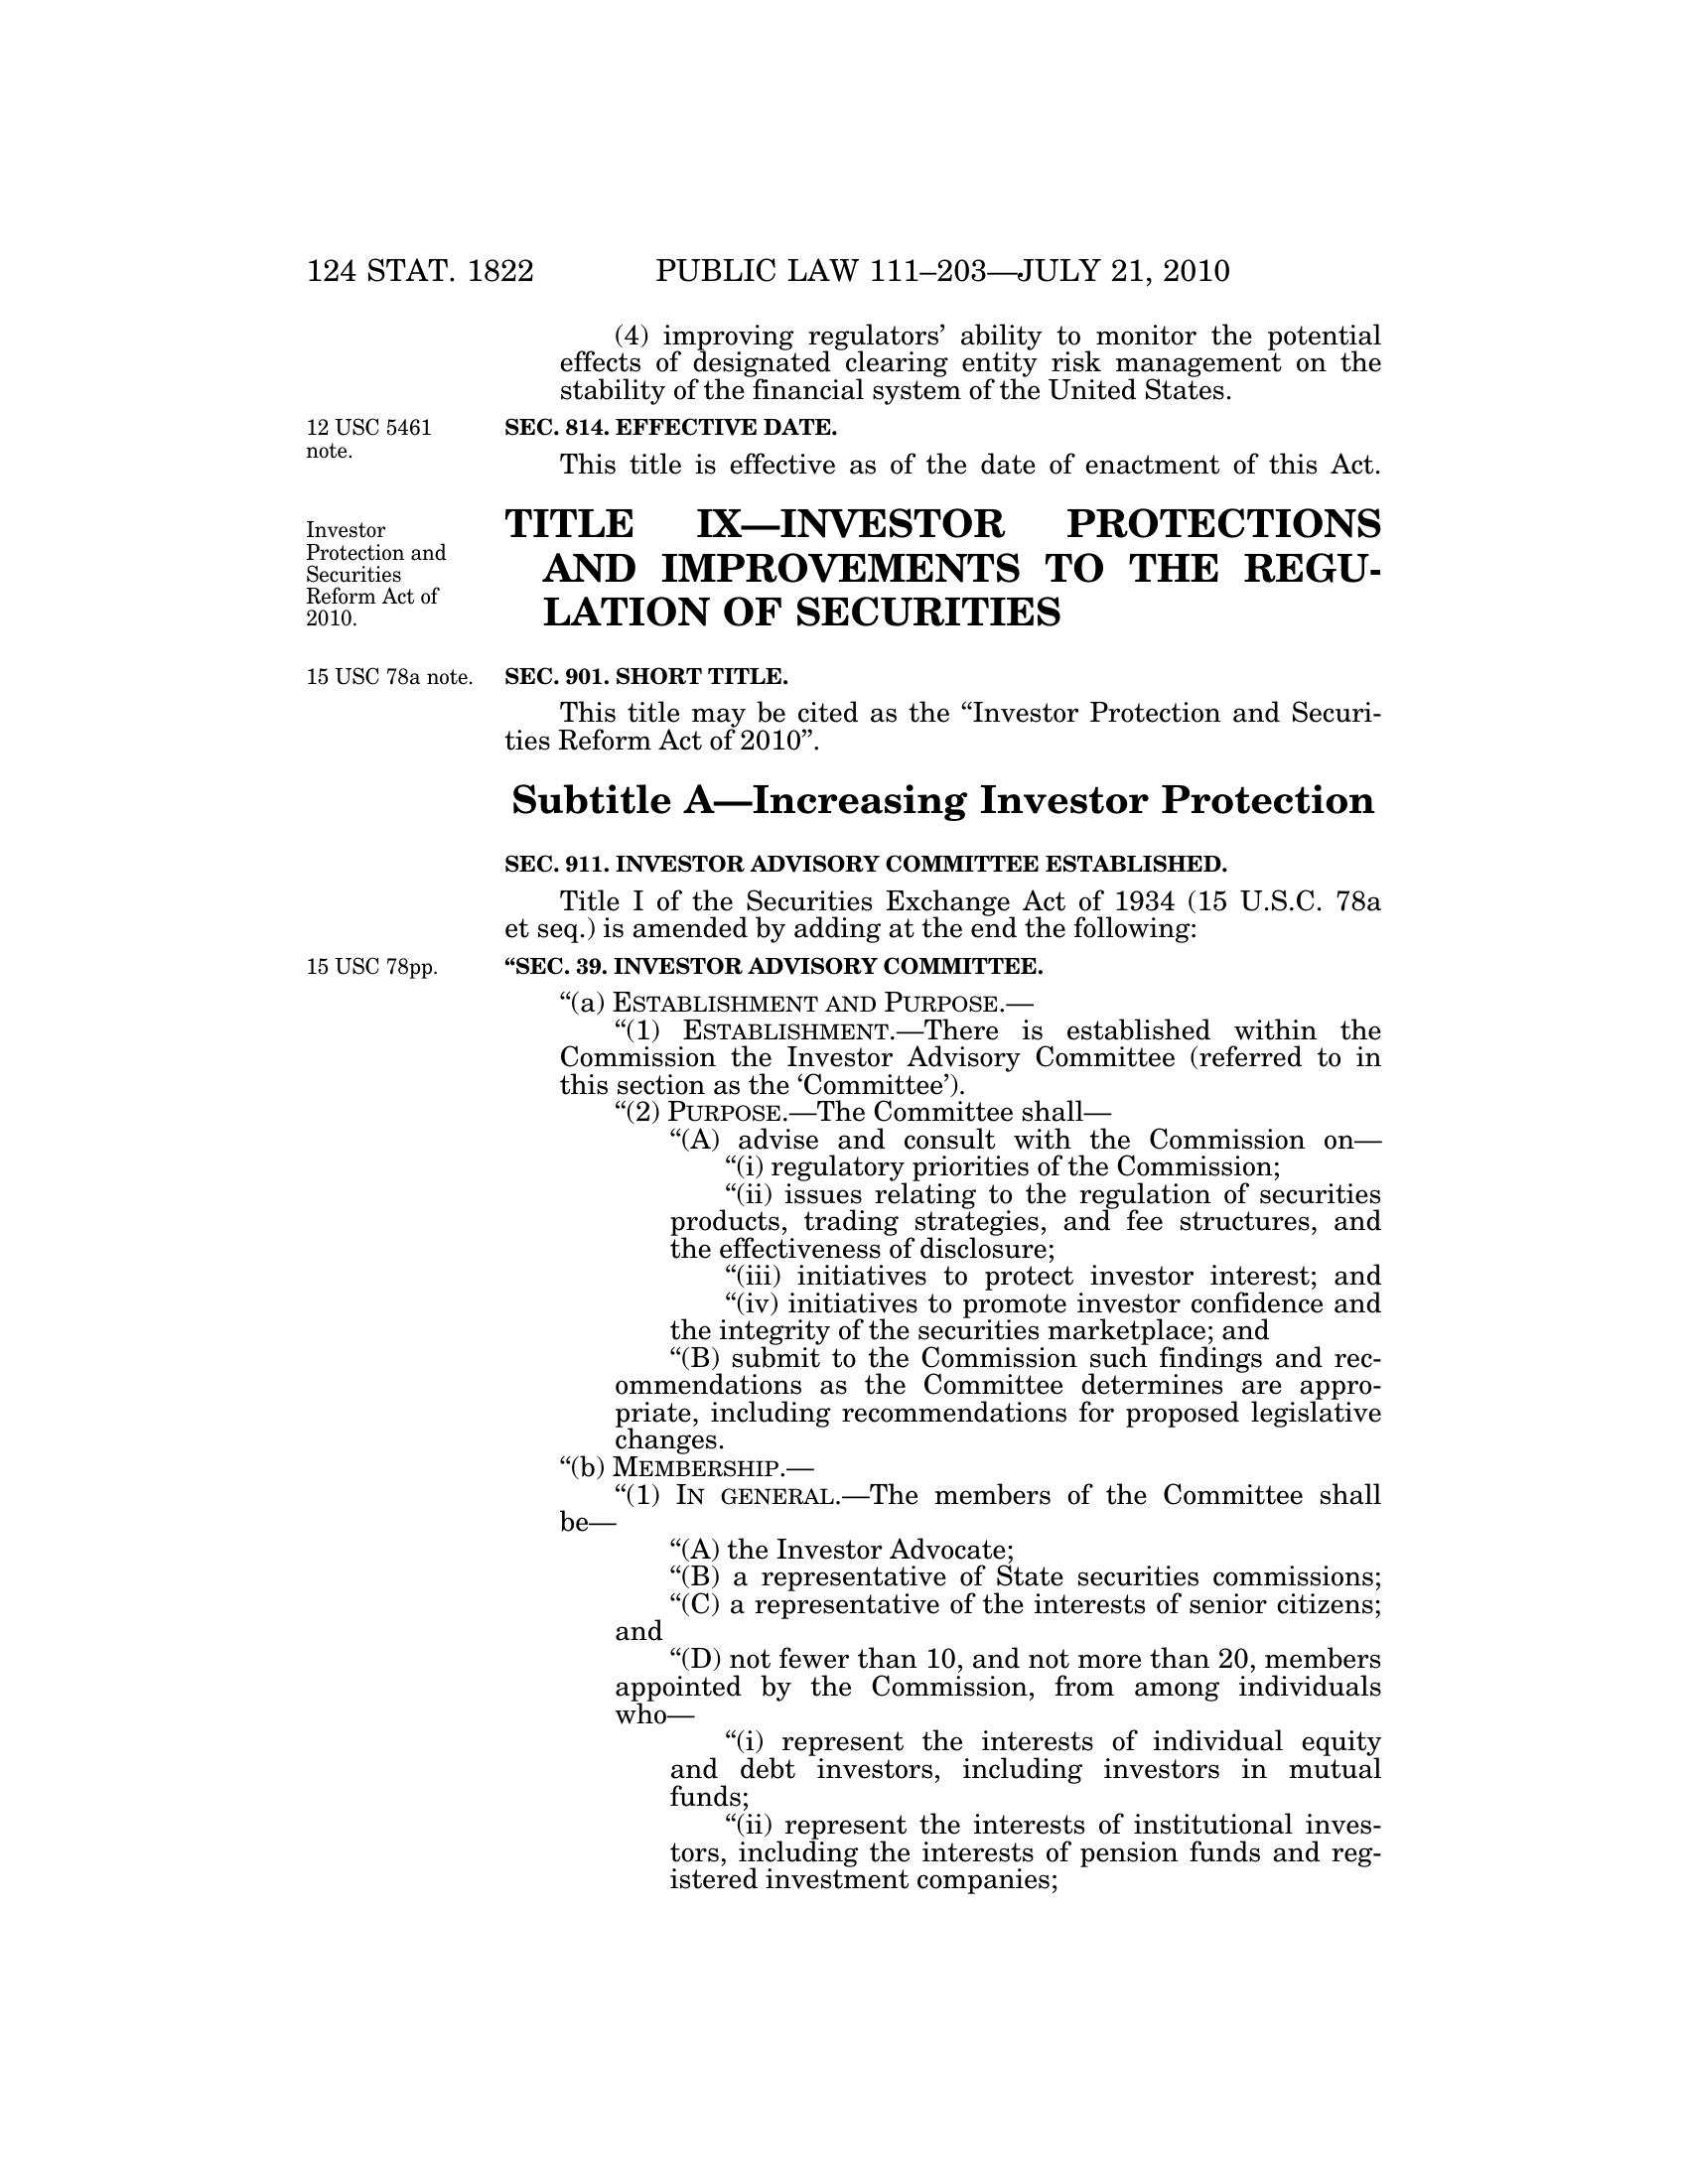 124 STAT. 1822 PUBLIC LAW 111–203—JULY 21, 2010
(4) improving regulators’ ability to monitor the potential
effects of designated clearing entity risk management on the
stability of the financial system of the United States.
12 USC 5461
note.
SEC. 814. EFFECTIVE DATE.
This title is effective as of the date of enactment of this Act.
Investor
Protection and
Securities
Reform Act of
2010.
TITLE IX—INVESTOR PROTECTIONS
AND IMPROVEMENTS TO THE REGU-
LATION OF SECURITIES
15 USC 78a note.
SEC. 901. SHORT TITLE.
This title may be cited as the “Investor Protection and Securi-
ties Reform Act of 2010”.
Subtitle A—Increasing Investor Protection
SEC. 911. INVESTOR ADVISORY COMMITTEE ESTABLISHED.
Title I of the Securities Exchange Act of 1934 (15 U.S.C. 78a
et seq.) is amended by adding at the end the following:
15 USC 78pp.
“SEC. 39. INVESTOR ADVISORY COMMITTEE.
“(a) ESTABLISHMENT AND PURPOSE.—
“(1) ESTABLISHMENT.—There is established within the
Commission the Investor Advisory Committee (referred to in
this section as the ‘Committee’).
“(2) PURPOSE.—The Committee shall—
“(A) advise and consult with the Commission on—
“(i) regulatory priorities of the Commission;
“(ii) issues relating to the regulation of securities
products, trading strategies, and fee structures, and
the effectiveness of disclosure;
“(iii) initiatives to protect investor interest; and
“(iv) initiatives to promote investor confidence and
the integrity of the securities marketplace; and
“(B) submit to the Commission such findings and rec-
ommendations as the Committee determines are appro-
priate, including recommendations for proposed legislative
changes.
“(b) MEMBERSHIP.—
“(1) IN GENERAL.—The members of the Committee shall
be—
“(A) the Investor Advocate;
“(B) a representative of State securities commissions;
“(C) a representative of the interests of senior citizens;
and
“(D) not fewer than 10, and not more than 20, members
appointed by the Commission, from among individuals
who—
“(i) represent the interests of individual equity
and debt investors, including investors in mutual
funds;
“(ii) represent the interests of institutional inves-
tors, including the interests of pension funds and reg-
istered investment companies;